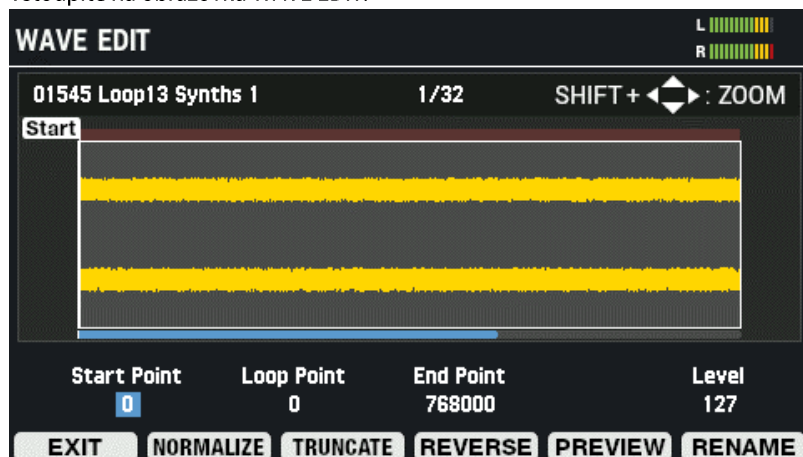 WAVE EDIT
L
R
01545 Loop13 Synths 1 1/32 SHIFT + : ZOOM
Start
Start Point Loop Point End Point Level
0 0 768000 127
EXIT NORMALIZE TRUNCATE REVERSE PREVIEW RENAME